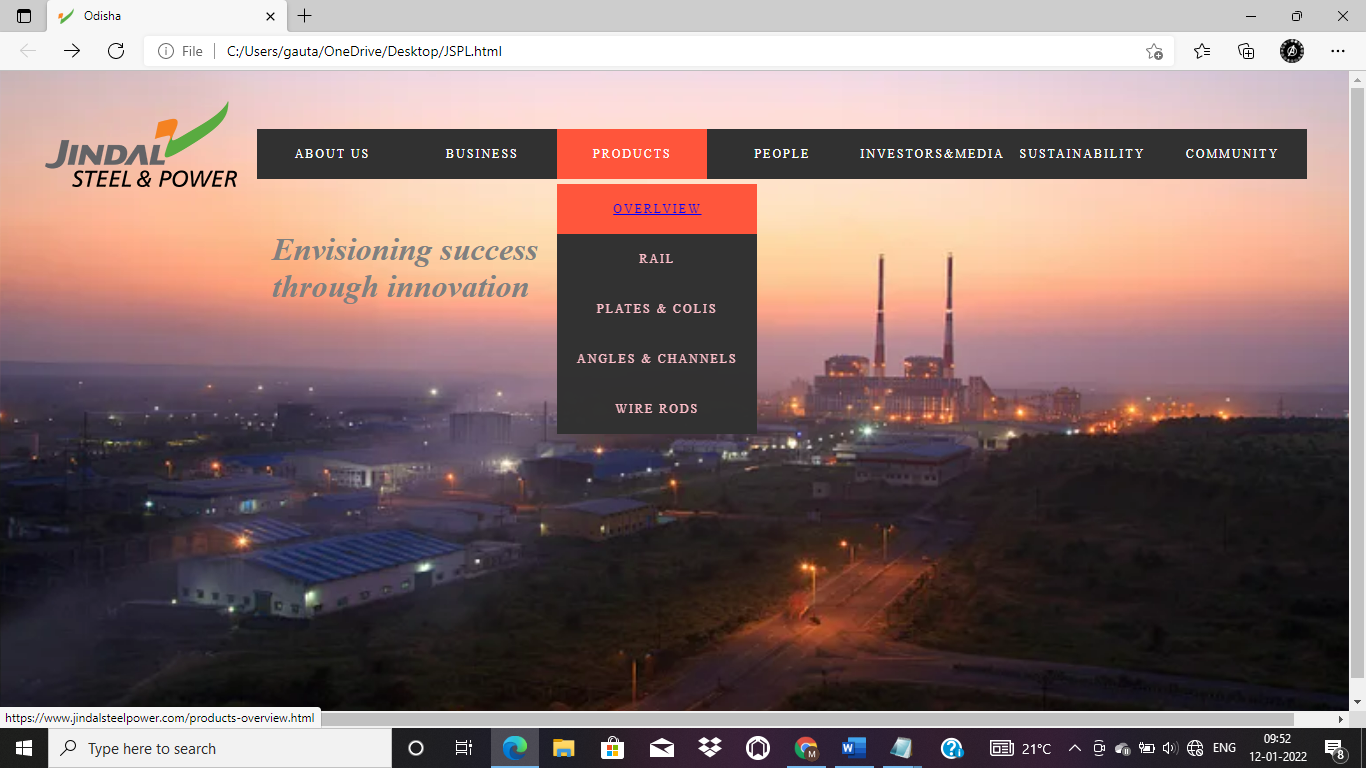 Odisha
File
C:/Users/gauta/OneDrive/Desktop/JSPL.html
JINDAL
STEEL & POWER
ABOUT US
BUSINESS
PRODUCTS
PEOPLE
INVESTORS&MEDIA
SUSTAINABILITY
COMMUNITY
OVERLVIEW
RAIL
PLATES & COLIS
ANGLES & CHANNELS
WIRE RODS
Envisioning success
through innovation
https://www.jindalsteelpower.com/products-overview.html
Type here to search
M
W
21°C
ENG
09:52
12-01-2022
8